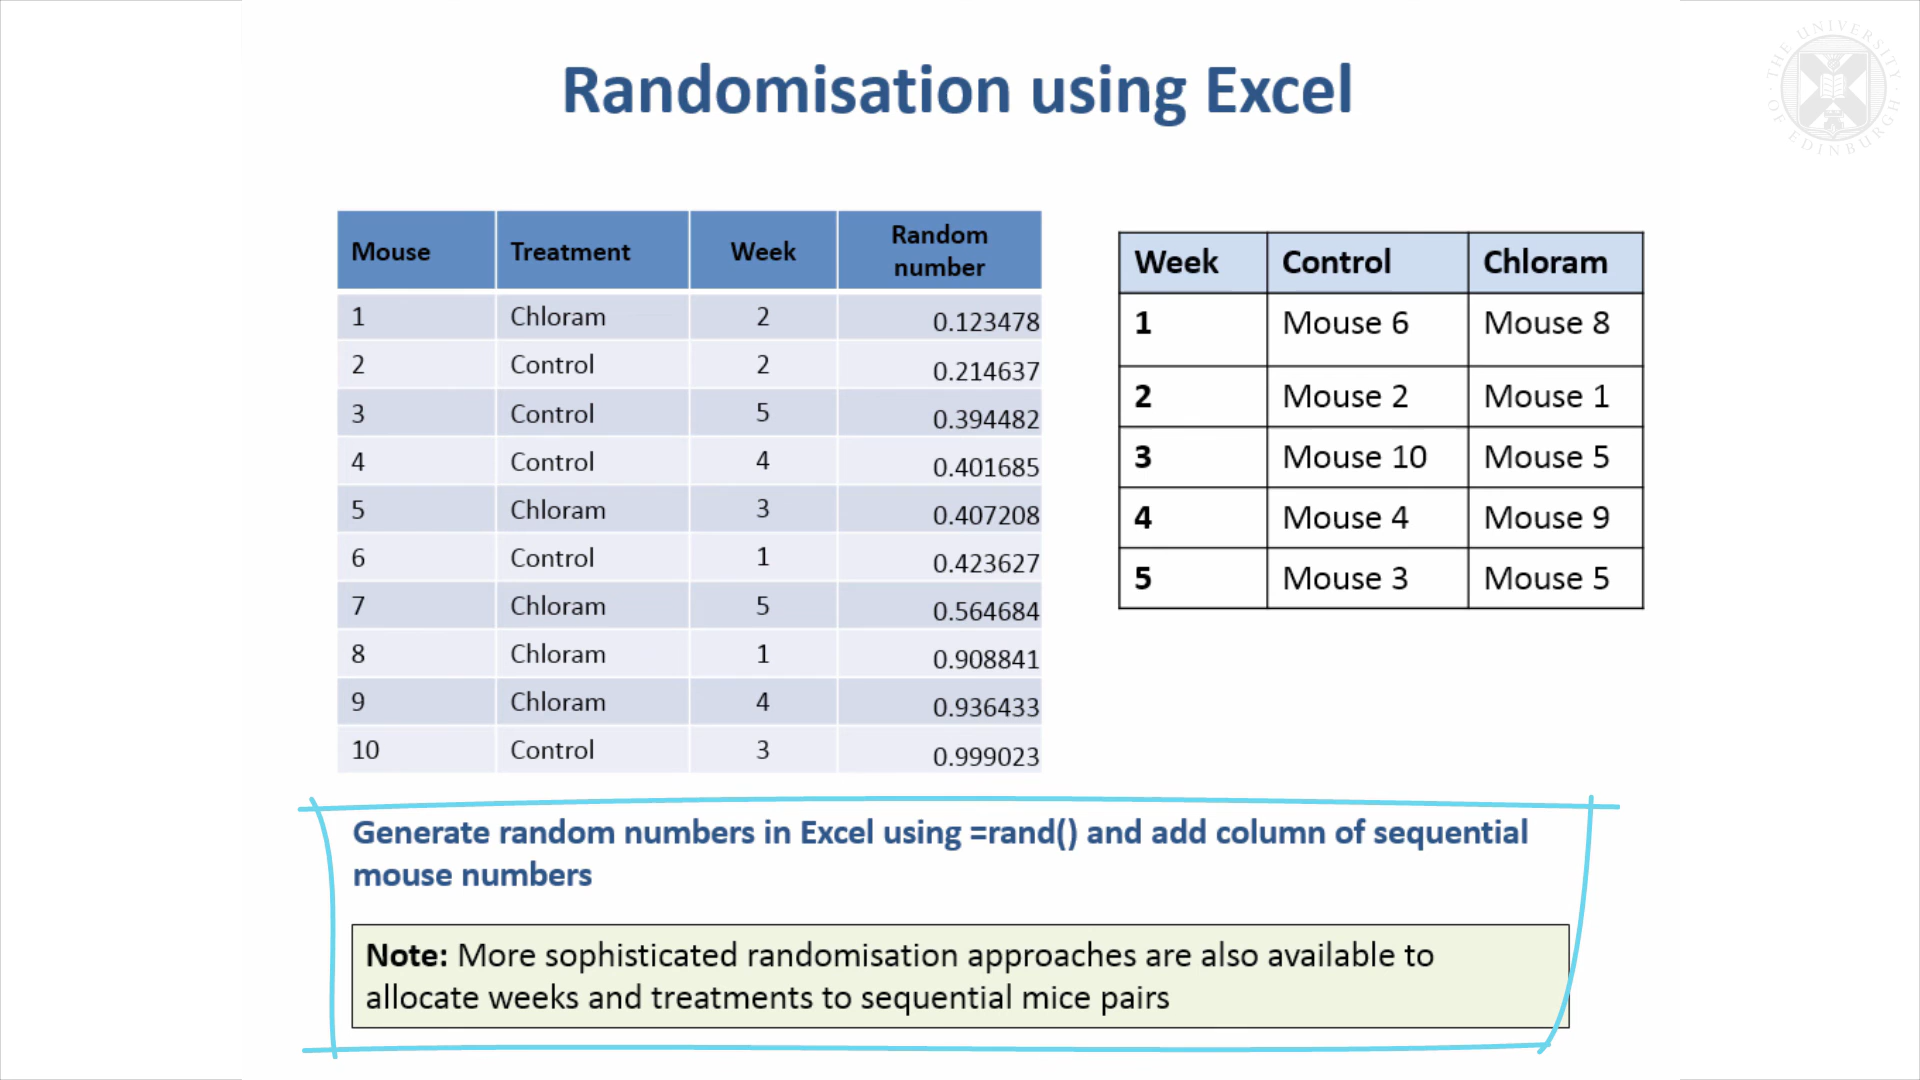 Randomisation using Excel
THE UNIVERSITY OF EDINBURGH
Mouse Treatment Week Random number
1 Chloram 2 0.123478
2 Control 2 0.214637
3 Control 5 0.394482
4 Control 4 0.401685
5 Chloram 3 0.407208
6 Control 1 0.423627
7 Chloram 5 0.564684
8 Chloram 1 0.908841
9 Chloram 4 0.936433
10 Control 3 0.999023
Week Control Chloram
1 Mouse 6 Mouse 8
2 Mouse 2 Mouse 1
3 Mouse 10 Mouse 5
4 Mouse 4 Mouse 9
5 Mouse 3 Mouse 5
Generate random numbers in Excel using =rand() and add column of sequential
mouse numbers
Note: More sophisticated randomisation approaches are also available to
allocate weeks and treatments to sequential mice pairs